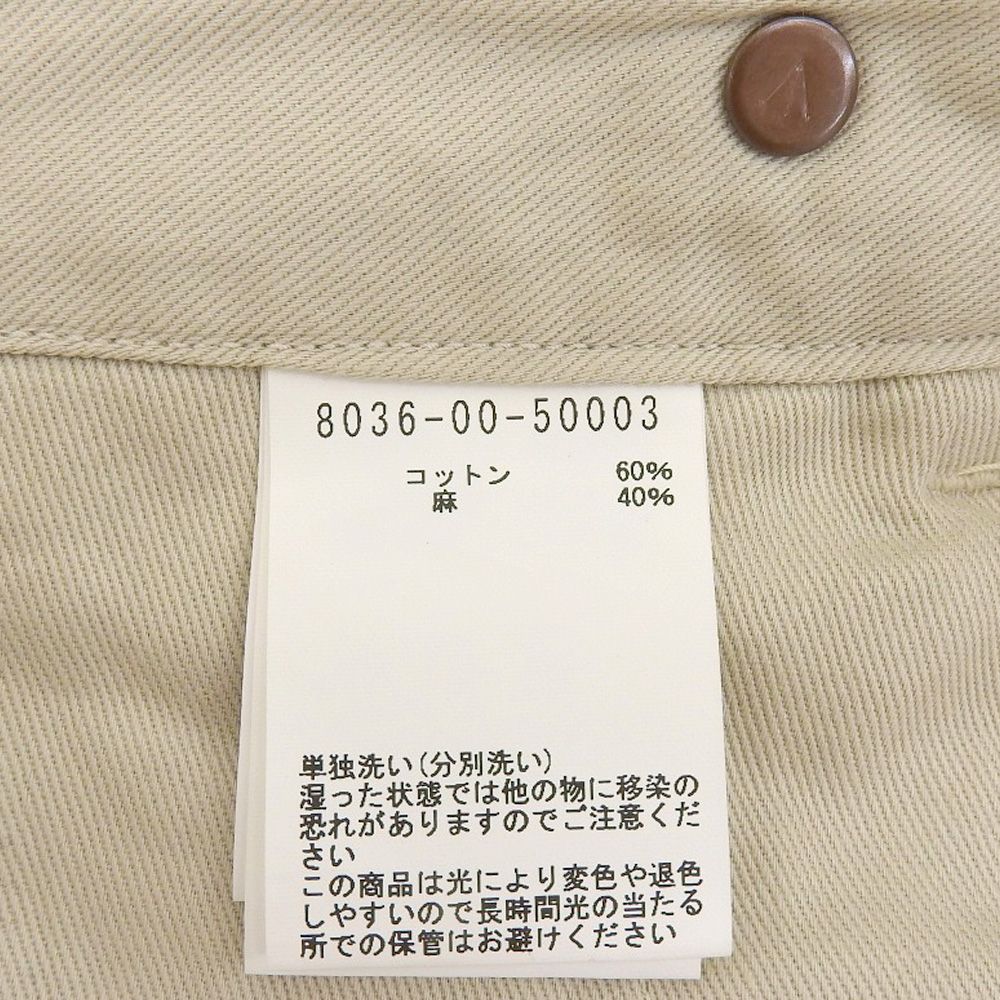 8036-00-50003
コットン 60%
麻 40%
単独洗い(分別洗い)
湿った状態では他の物に移染の
恐れがありますのでご注意くだ
さい
この商品は光により変色や退色
しやすいので長時間光の当たる
所での保管はお避けください